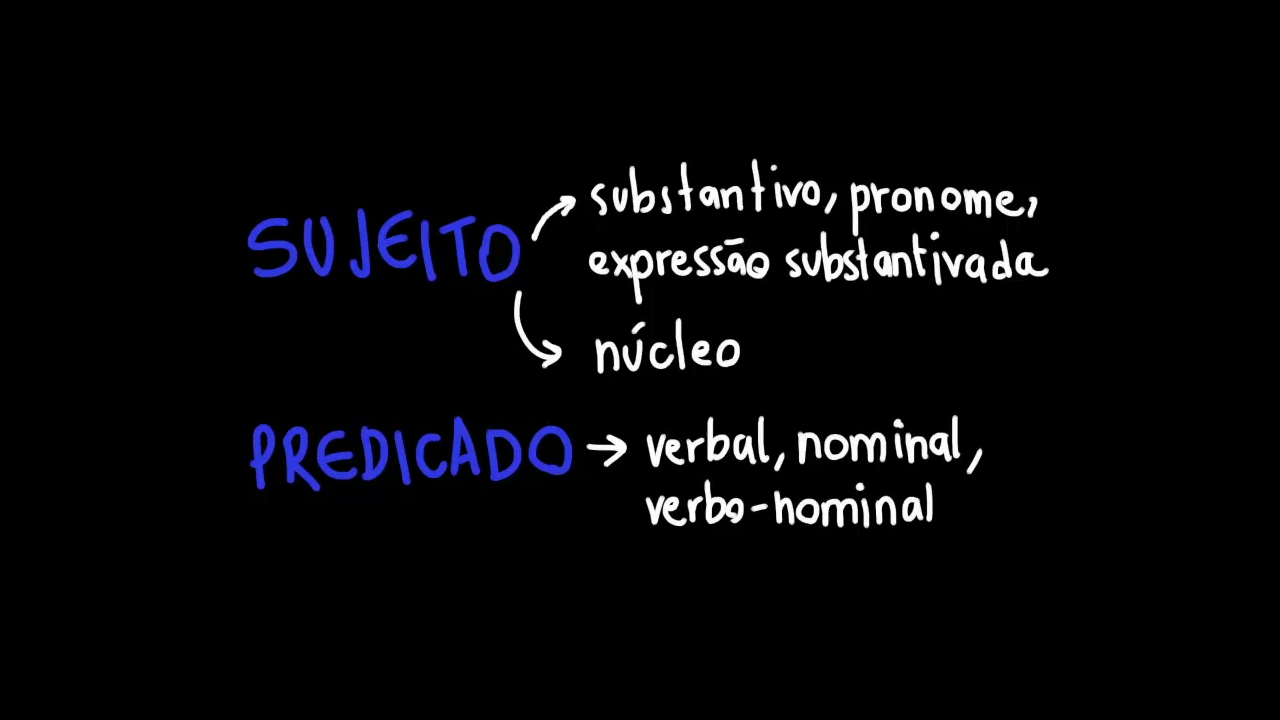 SUJEITO
substantivo, pronome,
expressão substantivada
núcleo
PREDICADO
verbal, nominal,
verbo-nominal